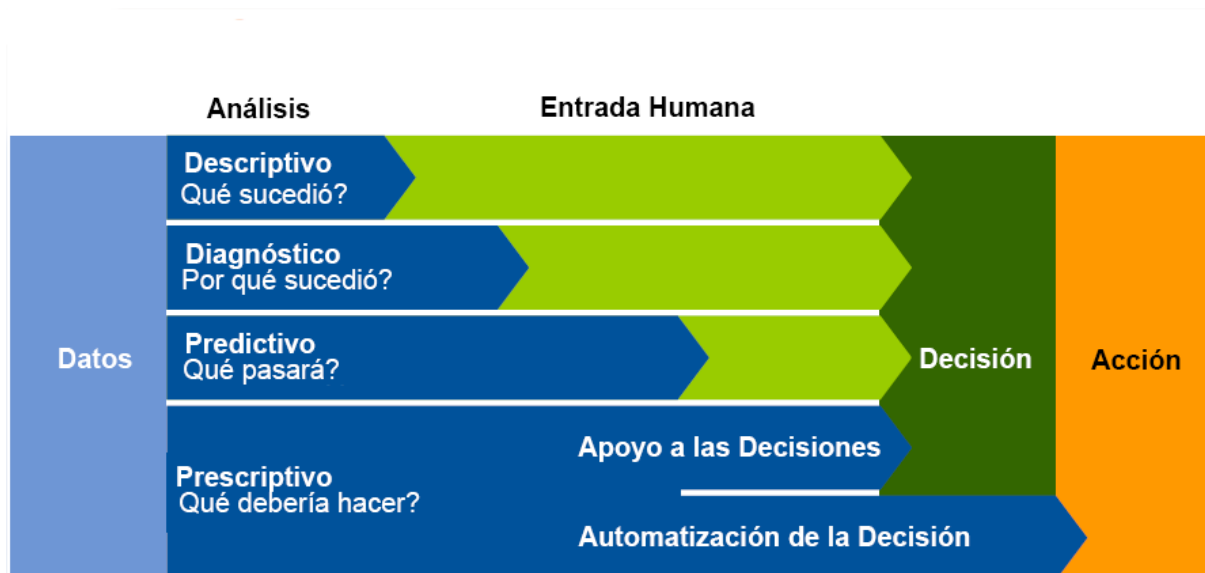 Análisis
Entrada Humana
Datos
Descriptivo
Qué sucedió?
Diagnóstico
Por qué sucedió?
Predictivo
Qué pasará?
Prescriptivo
Qué debería hacer?
Apoyo a las Decisiones
Automatización de la Decisión
Decisión
Acción